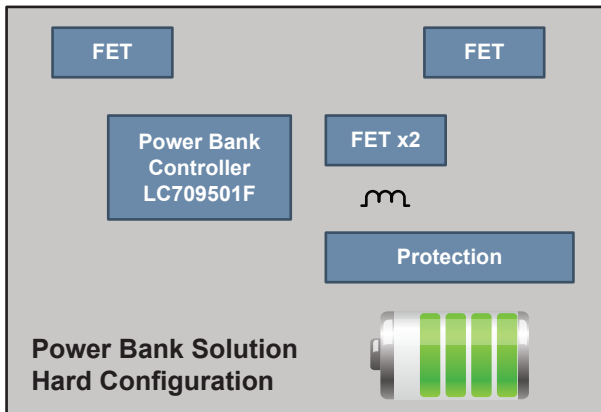 FET
FET
Power Bank
Controller
LC709501F
FET x2
Protection
Power Bank Solution
Hard Configuration